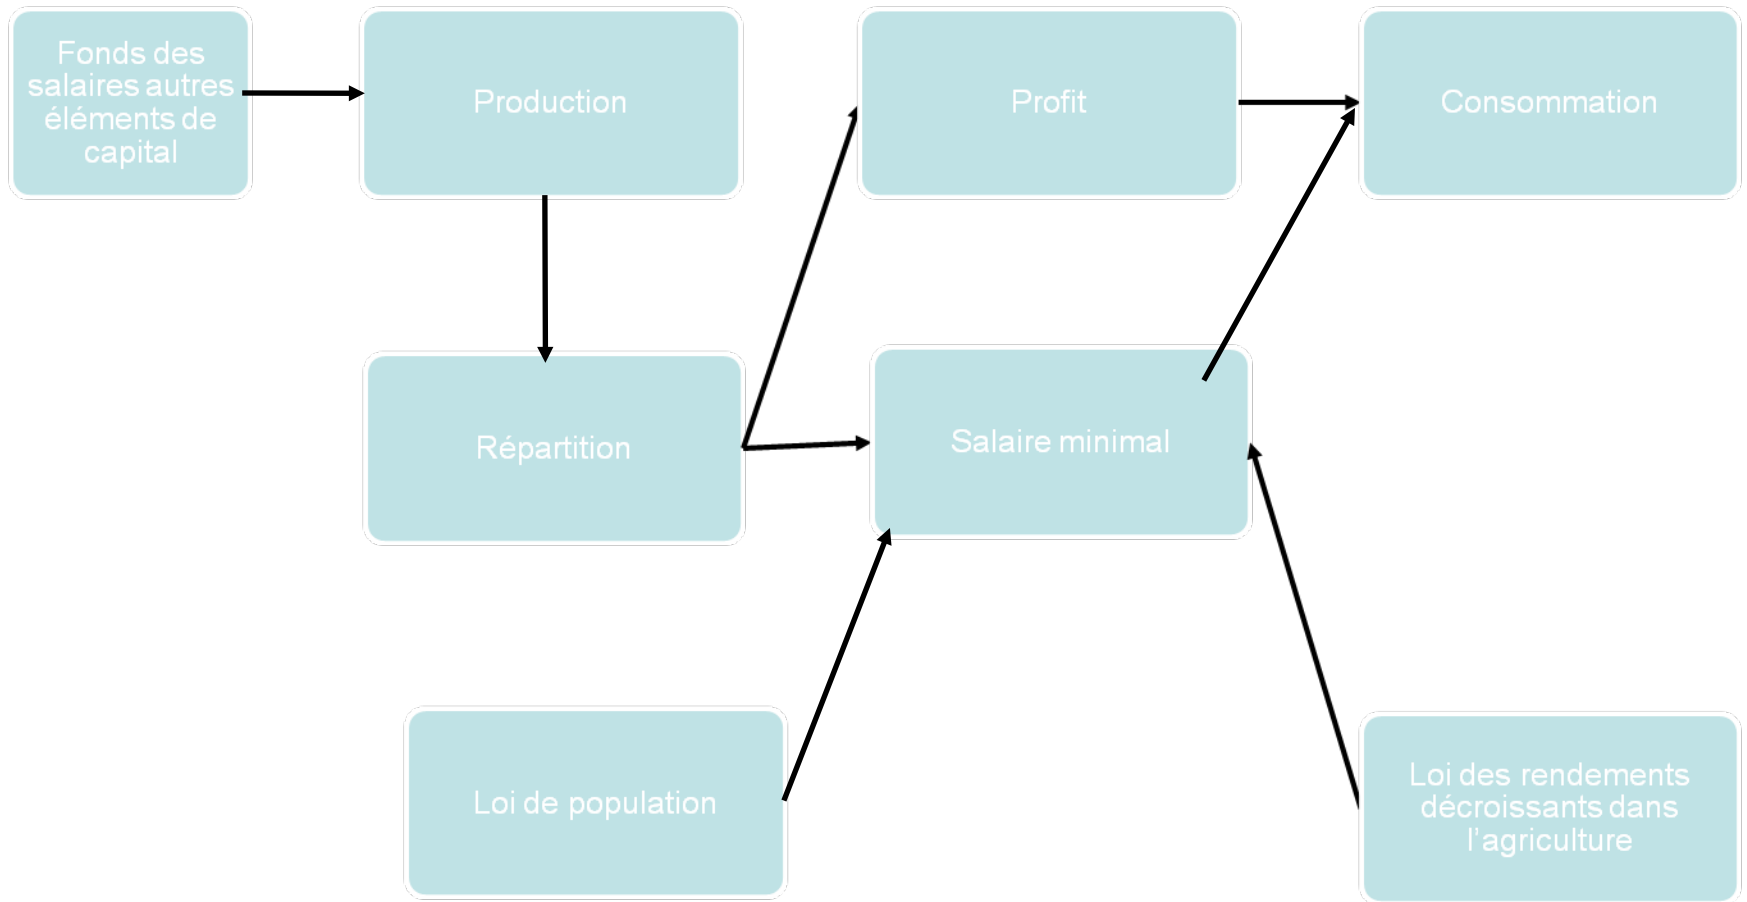 Fonds des
salaires autres
éléments de
capital
Production
Profit
Consommation
Répartition
Salaire minimal
Loi de population
Loi des rendements
décroissants dans
l’agriculture